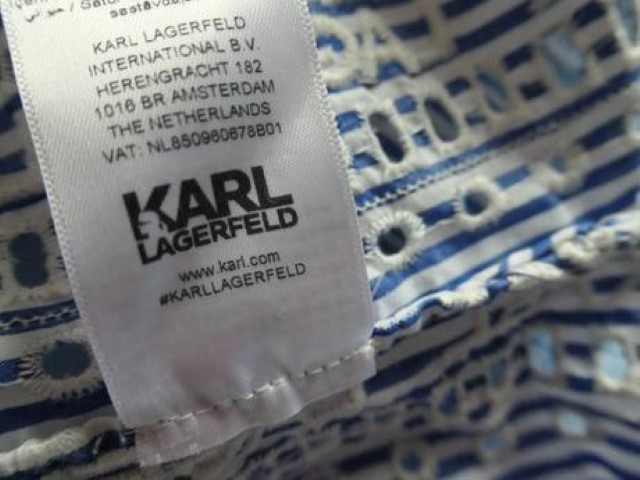 KARL LAGERFELD
INTERNATIONAL B.V.
HERENGRACHT 182
1016 BR AMSTERDAM
THE NETHERLANDS
VAT: NL850960678B01
KARL
LAGERFELD
www.karl.com
#KARLLAGERFELD